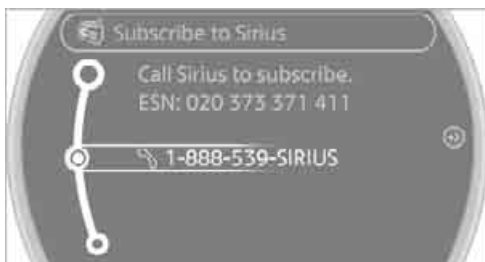 Subscribe to Sirius
Call Sirius to subscribe.
ESN: 020 373 371 411
1-888-539-SIRIUS